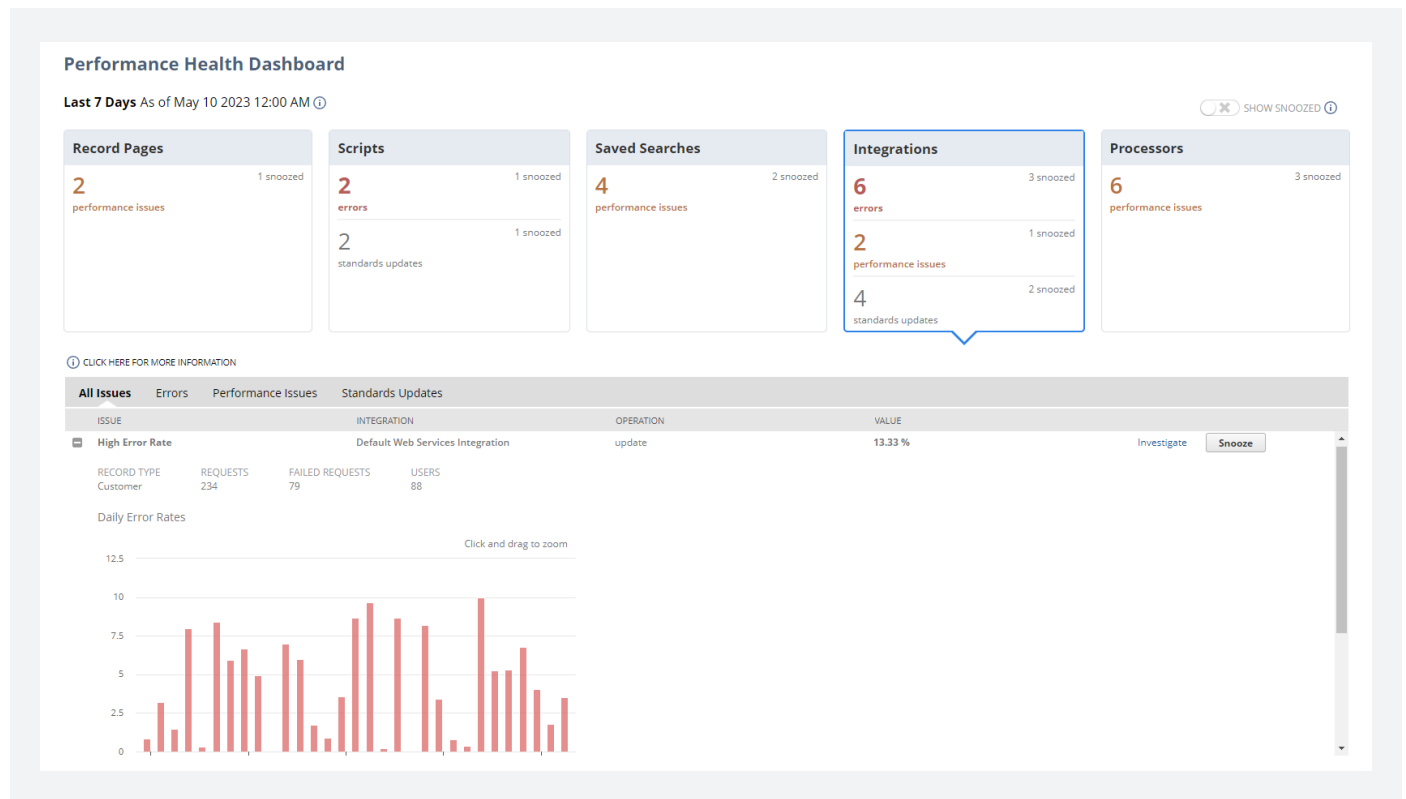 Performance Health Dashboard
Last 7 Days As of May 10 2023 12:00 AM
SHOW SNOOZED
Record Pages
2
1 snoozed
performance issues
Scripts
2
1 snoozed
errors
2
1 snoozed
standards updates
Saved Searches
4
2 snoozed
performance issues
Integrations
6
3 snoozed
errors
2
1 snoozed
performance issues
4
2 snoozed
standards updates
Processors
6
3 snoozed
performance issues
CLICK HERE FOR MORE INFORMATION
All Issues Errors Performance Issues Standards Updates
ISSUE INTEGRATION OPERATION VALUE
High Error Rate Default Web Services Integration update 13.33 % Investigate Snooze
RECORD TYPE REQUESTS FAILED REQUESTS USERS
Customer 234 79 88
Daily Error Rates
Click and drag to zoom
12.5
10
7.5
5
2.5
0